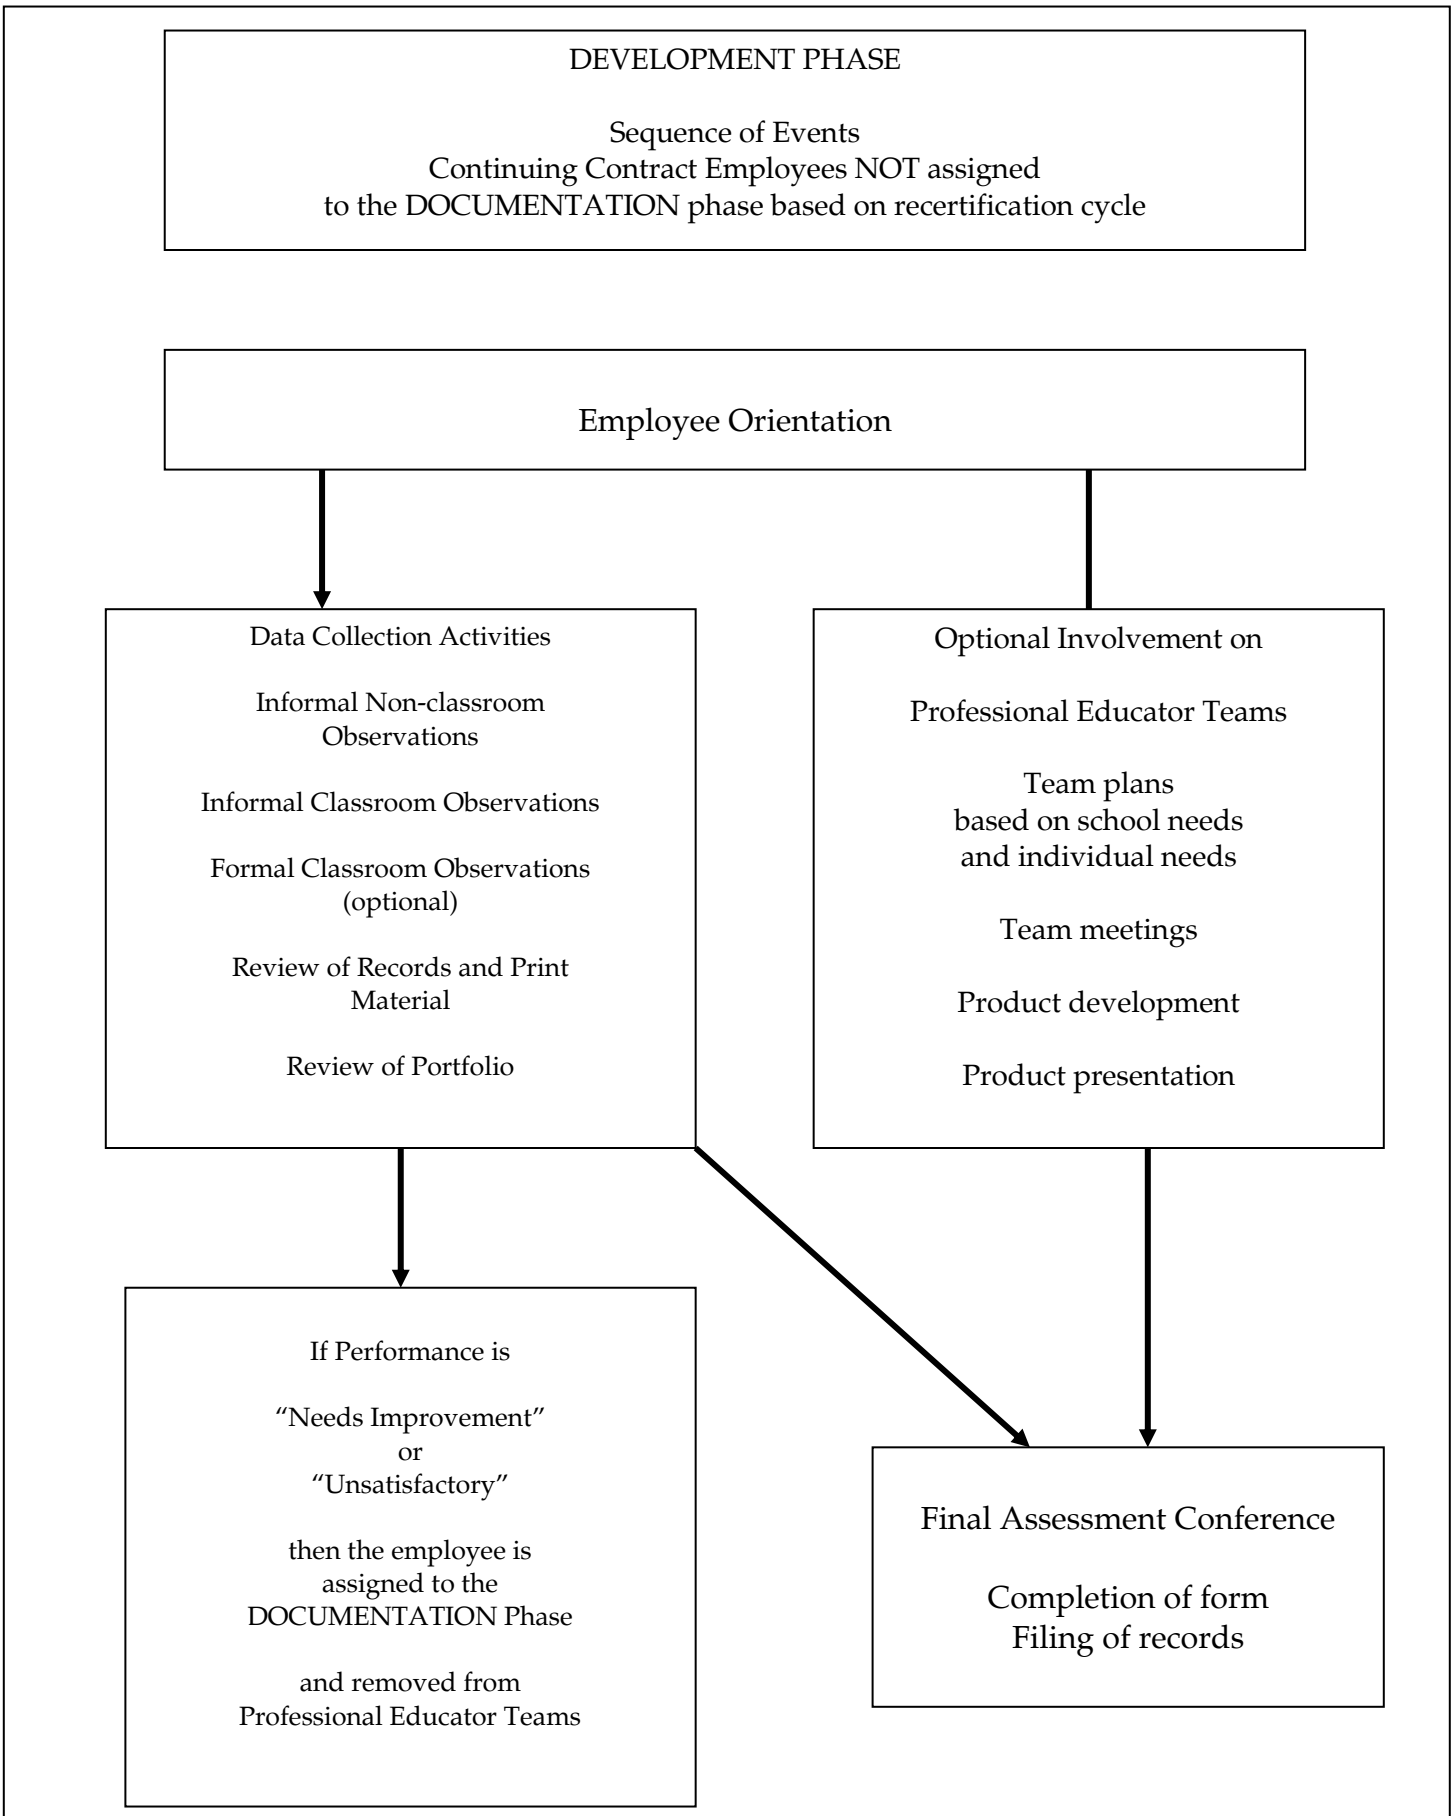 DEVELOPMENT PHASE
Sequence of Events
Continuing Contract Employees NOT assigned
to the DOCUMENTATION phase based on recertification cycle
Employee Orientation
Data Collection Activities
Informal Non-classroom
Observations
Informal Classroom Observations
Formal Classroom Observations
(optional)
Review of Records and Print
Material
Review of Portfolio
Optional Involvement on
Professional Educator Teams
Team plans
based on school needs
and individual needs
Team meetings
Product development
Product presentation
If Performance is
“Needs Improvement”
or
“Unsatisfactory”
then the employee is
assigned to the
DOCUMENTATION Phase
and removed from
Professional Educator Teams
Final Assessment Conference
Completion of form
Filing of records